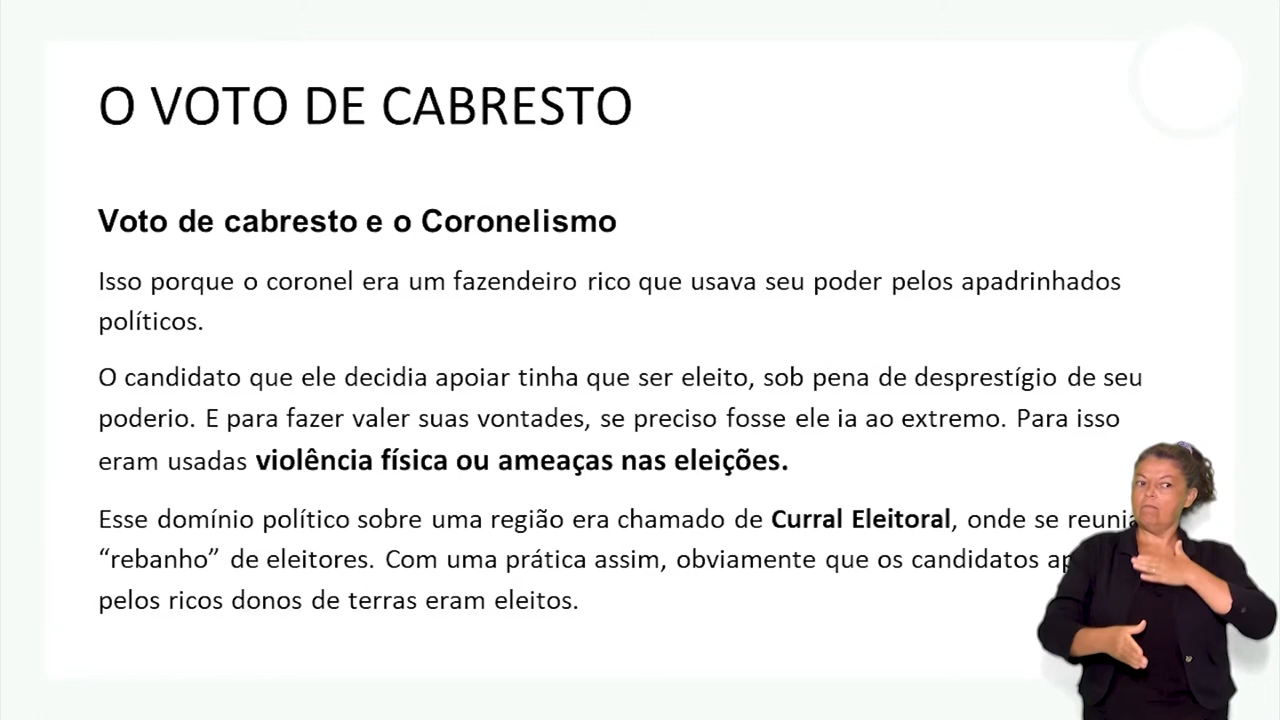 O VOTO DE CABRESTO
Voto de cabresto e o Coronelismo
Isso porque o coronel era um fazendeiro rico que usava seu poder pelos apadrinhados
políticos.
O candidato que ele decidia apoiar tinha que ser eleito, sob pena de desprestígio de seu
poderio. E para fazer valer suas vontades, se preciso fosse ele ia ao extremo. Para isso
eram usadas violência física ou ameaças nas eleições.
Esse domínio político sobre uma região era chamado de Curral Eleitoral, onde se
“rebanho” de eleitores. Com uma prática assim, obviamente que os candidatos
pelos ricos donos de terras eram eleitos.